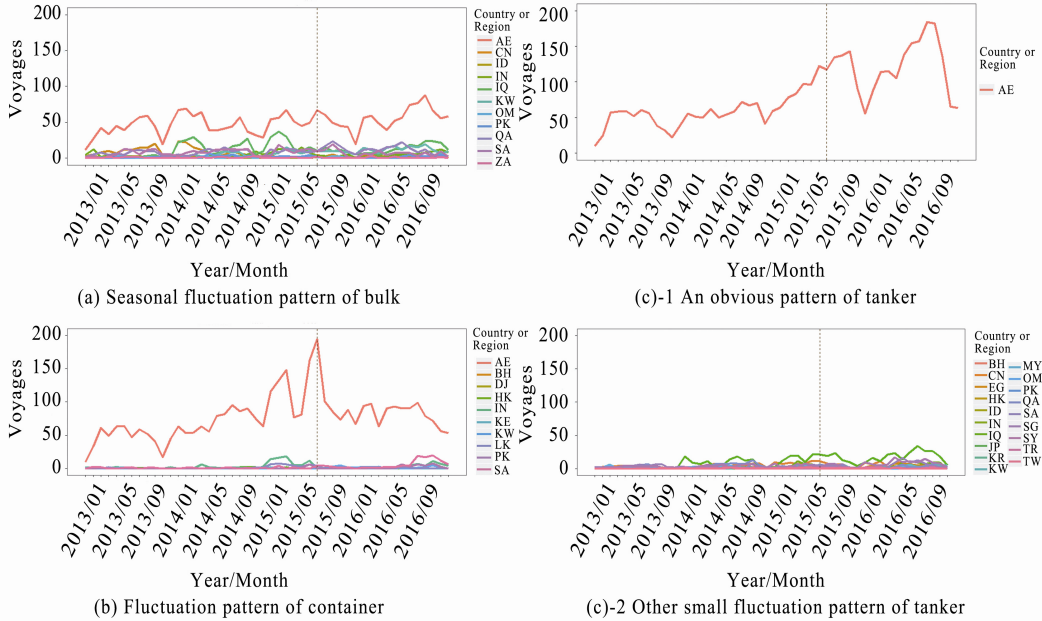 200
150
100
50
0
Voyages
2013/01
2013/05
2013/09
2014/01
2014/05
2014/09
2015/01
2015/05
2015/09
2016/01
2016/05
2016/09
Year/Month
Country or
Region
AE
CN
ID
IN
IQ
KW
OM
PK
QA
SA
ZA
(a) Seasonal fluctuation pattern of bulk
200
150
100
50
0
Voyages
2013/01
2013/05
2013/09
2014/01
2014/05
2014/09
2015/01
2015/05
2015/09
2016/01
2016/05
2016/09
Year/Month
Country or
Region
AE
(c)-1 An obvious pattern of tanker
200
150
100
50
0
Voyages
2013/01
2013/05
2013/09
2014/01
2014/05
2014/09
2015/01
2015/05
2015/09
2016/01
2016/05
2016/09
Year/Month
Country or
Region
AE
BH
DJ
HK
IN
KE
KW
LK
PK
SA
(b) Fluctuation pattern of container
200
150
100
50
0
Voyages
2013/01
2013/05
2013/09
2014/01
2014/05
2014/09
2015/01
2015/05
2015/09
2016/01
2016/05
2016/09
Year/Month
Country or
Region
BH
CN
EG
HK
ID
IN
IQ
JP
KR
KW
MY
OM
PK
QA
SA
SG
SY
TR
TW
(c)-2 Other small fluctuation pattern of tanker